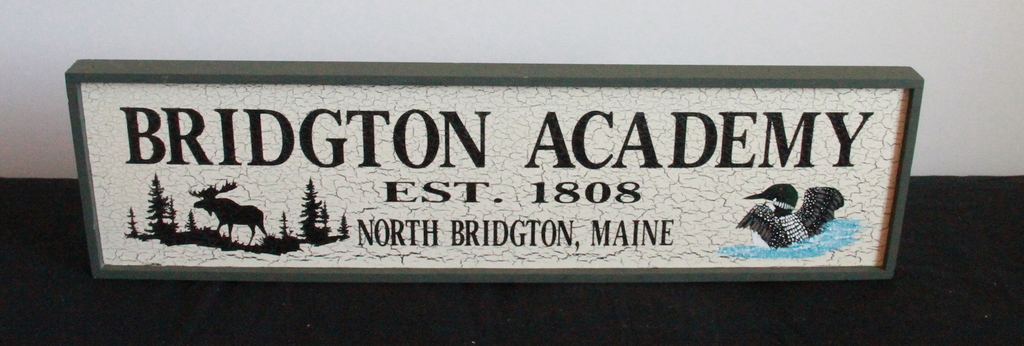 BRIDGTON ACADEMY
EST. 1808
NORTH BRIDGTON, MAINE